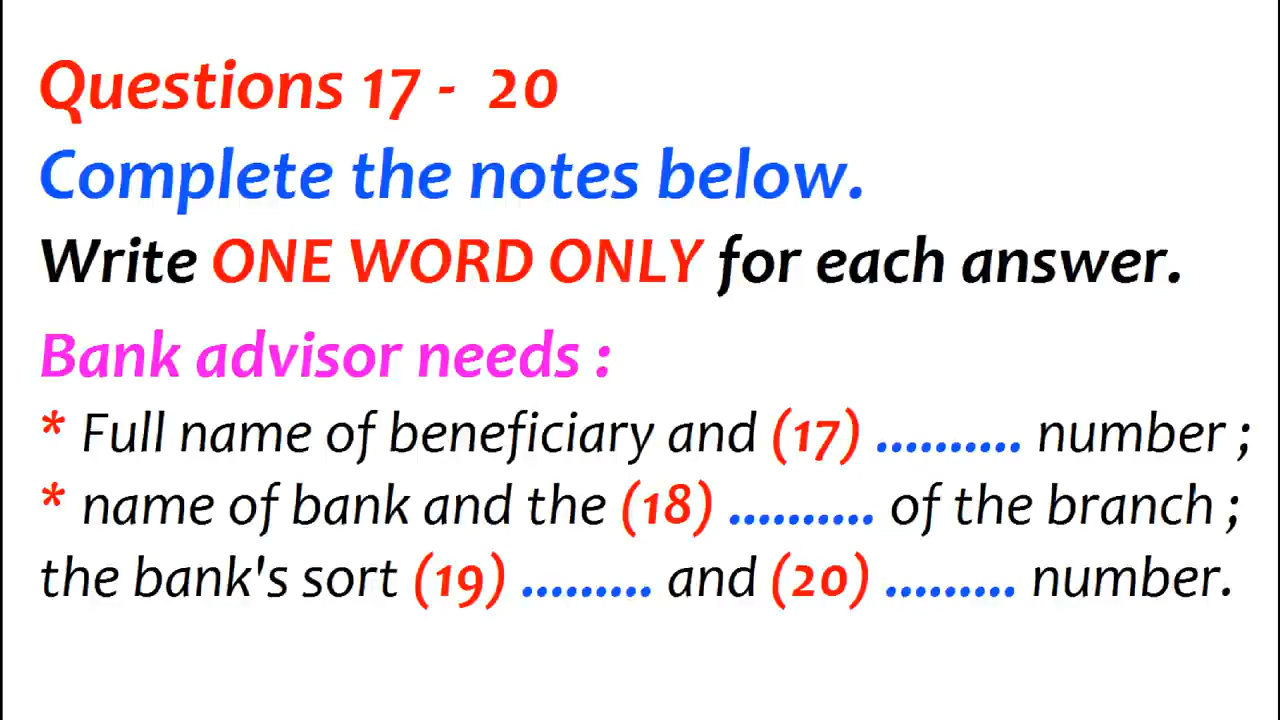 Questions 17 - 20
Complete the notes below.
Write ONE WORD ONLY for each answer.
Bank advisor needs :
* Full name of beneficiary and (17) .......... number ;
* name of bank and the (18) .......... of the branch ;
the bank's sort (19) ......... and (20) ......... number.